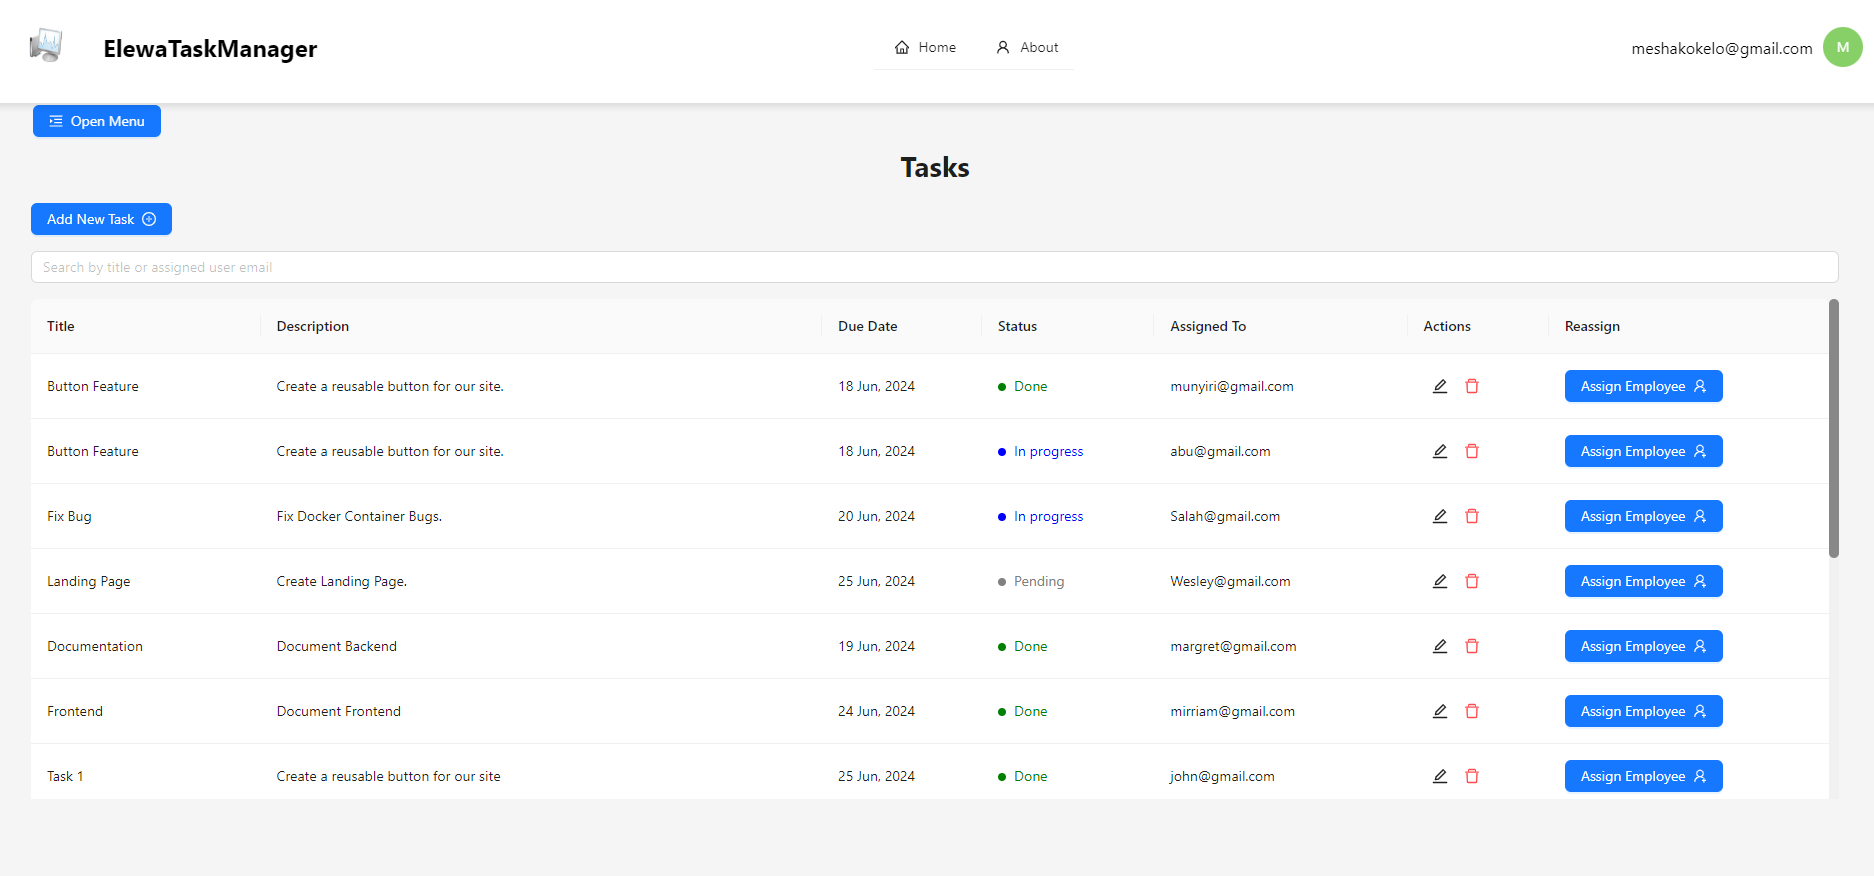 ElewaTaskManager
Home About
meshakokelo@gmail.com M
Open Menu
Tasks
Add New Task
Search by title or assigned user email
Title Description Due Date Status Assigned To Actions Reassign
Button Feature Create a reusable button for our site. 18 Jun, 2024 Done munyiri@gmail.com Assign Employee
Button Feature Create a reusable button for our site. 18 Jun, 2024 In progress abu@gmail.com Assign Employee
Fix Bug Fix Docker Container Bugs. 20 Jun, 2024 In progress Salah@gmail.com Assign Employee
Landing Page Create Landing Page. 25 Jun, 2024 Pending Wesley@gmail.com Assign Employee
Documentation Document Backend 19 Jun, 2024 Done margret@gmail.com Assign Employee
Frontend Document Frontend 24 Jun, 2024 Done mirriam@gmail.com Assign Employee
Task 1 Create a reusable button for our site 25 Jun, 2024 Done john@gmail.com Assign Employee